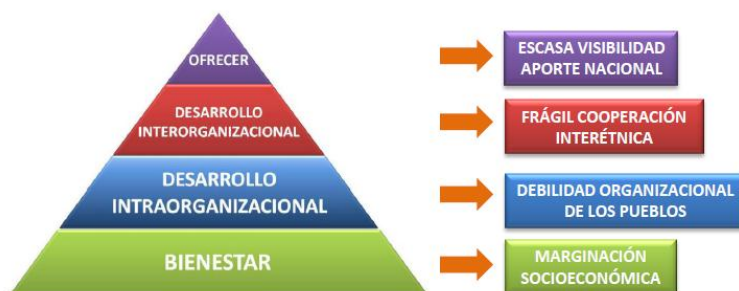 OFRECER
ESCASA VISIBILIDAD
APORTE NACIONAL
DESARROLLO
INTERORGANIZACIONAL
FRÁGIL COOPERACIÓN
INTERÉTNICA
DESARROLLO
INTRAORGANIZACIONAL
DEBILIDAD ORGANIZACIONAL
DE LOS PUEBLOS
BIENESTAR
MARGINACIÓN
SOCIOECONÓMICA